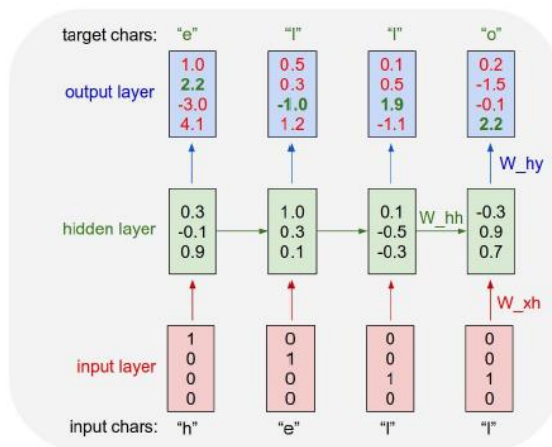 target chars: "e" "l" "l" "o"
1.0 0.5 0.1 0.2
2.2 0.3 0.5 -1.5
output layer
-3.0 -1.0 1.9 -0.1
4.1 1.2 -1.1 2.2
W_hy
0.3 1.0 0.1 -0.3
W_hh
hidden layer -0.1 0.3 -0.5 0.9
0.9 0.1 -0.3 0.7
W_xh
1 0 0 0
0 1 0 0
input layer
0 0 1 1
0 0 0 0
input chars: "h" "e" "l" "l"